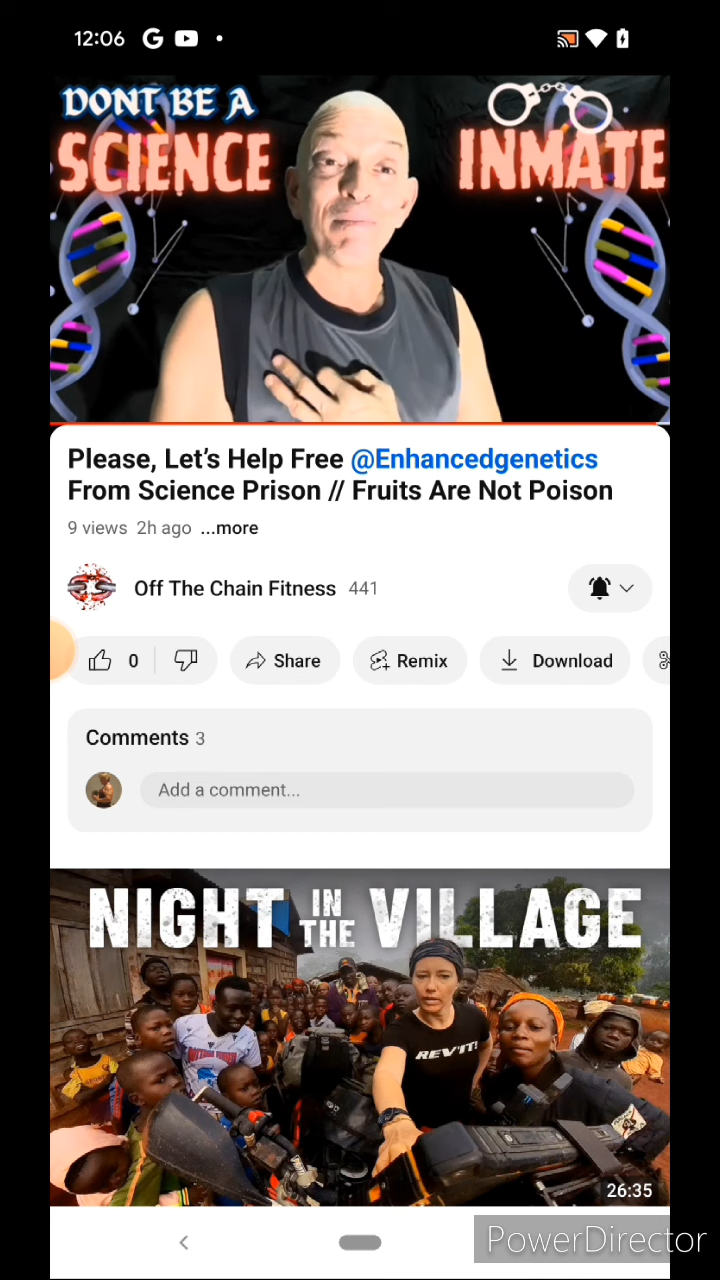 12:06
DONT BE A
SCIENCE INMATE
Please, Let's Help Free @Enhancedgenetics
From Science Prison // Fruits Are Not Poison
9 views 2h ago ...more
Off The Chain Fitness 441
0 Share Remix Download
Comments 3
Add a comment...
NIGHT IN THE VILLAGE
REV'IT!
26:35
PowerDirector